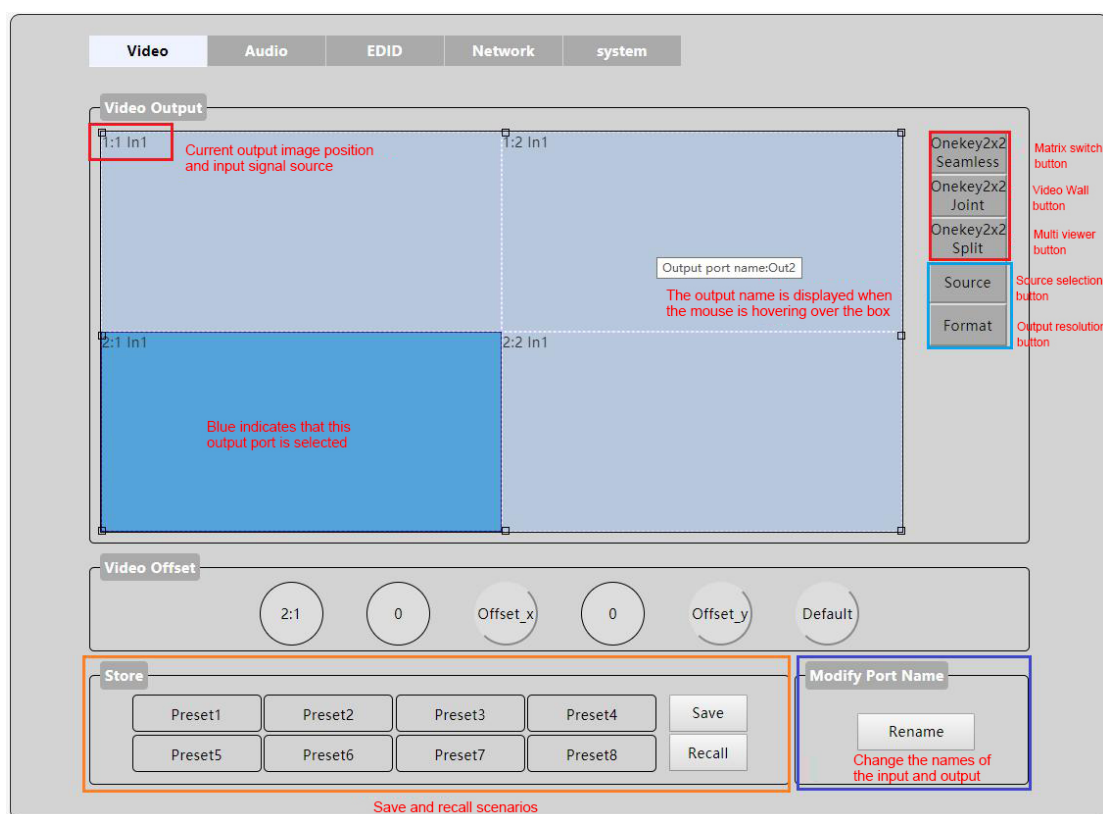 Video Audio EDID Network system
Video Output
1:1 In1
Current output image position
and input signal source
1:2 In1
Output port name:Out2
The output name is displayed when
the mouse is hovering over the box
2:1 In1
Blue indicates that this
output port is selected
2:2 In1
Onekey2x2
Seamless
Matrix switch
button
Onekey2x2
Joint
Video Wall
button
Onekey2x2
Split
Multi viewer
button
Source
Source selection
button
Format
Output resolution
button
Video Offset
2:1 0 Offset_x 0 Offset_y Default
Store
Preset1 Preset2 Preset3 Preset4 Save
Preset5 Preset6 Preset7 Preset8 Recall
Save and recall scenarios
Modify Port Name
Rename
Change the names of
the input and output